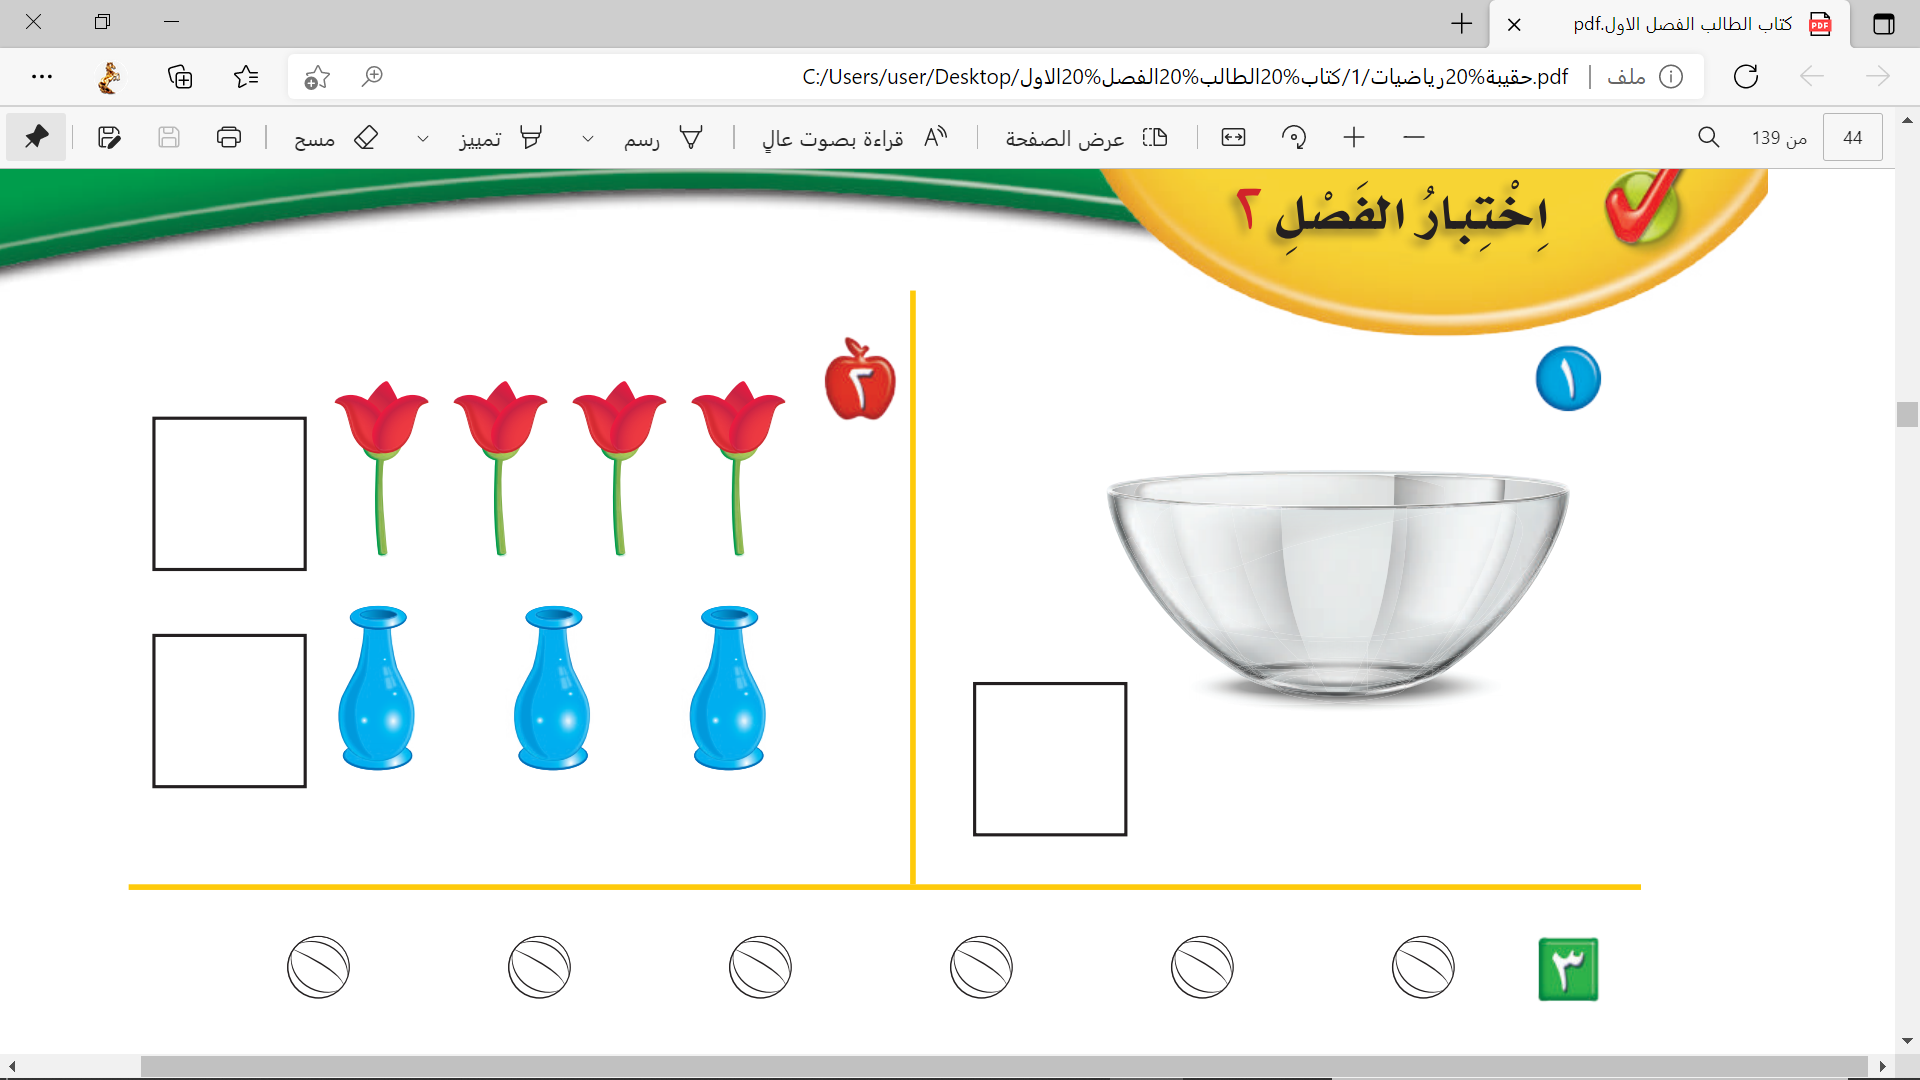 كتاب الطالب الفصل الاول.pdf
ملف
C:/Users/user/Desktop/حقيبة%20رياضيات/1/كتاب%20الطالب%20الفصل%20الاول.pdf
44 من 139
عرض الصفحة
قراءة بصوت عالٍ
رسم
تمييز
مسح
اِخْتِبارُ الفَصْلِ ٢
١
٢
٣